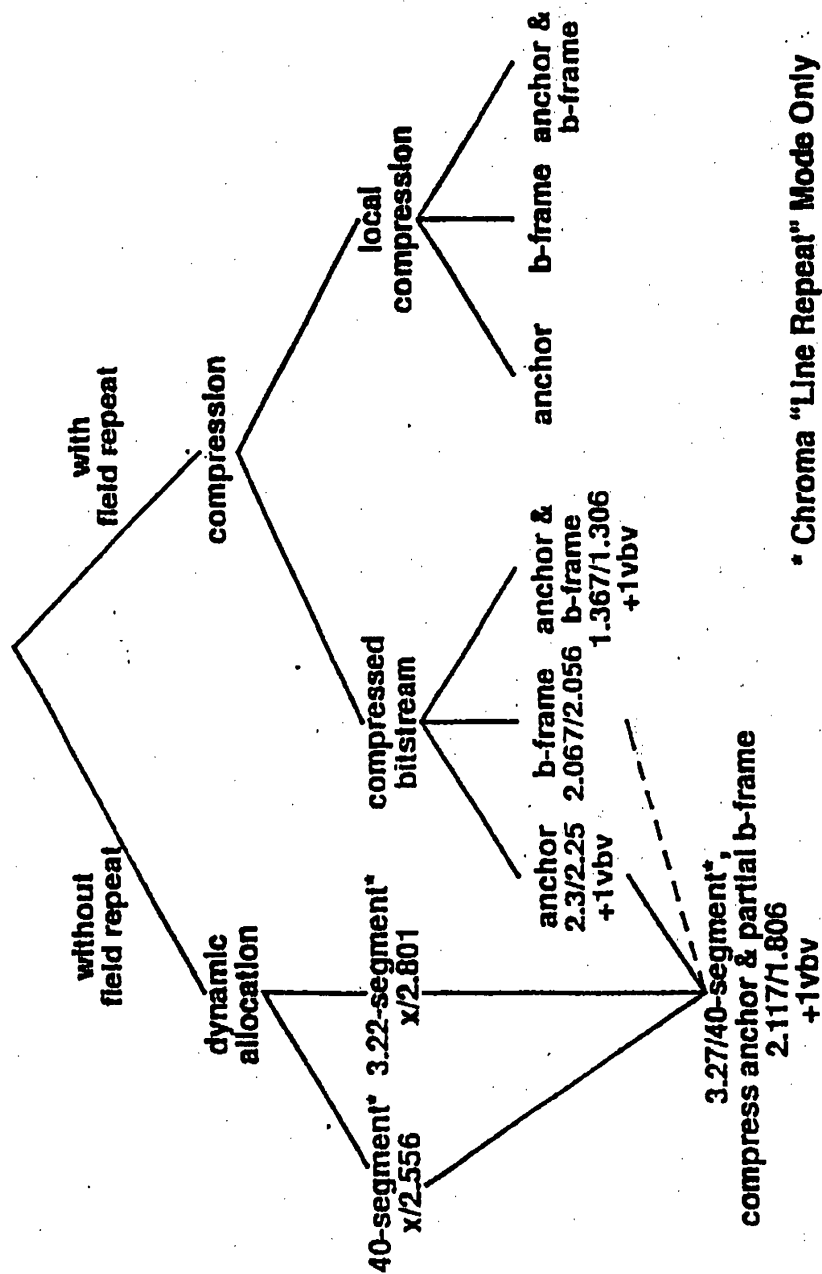 without
field repeat
with
field repeat
dynamic
allocation
compression
40-segment*
x/2.556
3.22-segment*
x/2.801
compressed
bitstream
local
compression
anchor
2.3/2.25
+1vbv
b-frame
2.067/2.056
anchor &
b-frame
1.367/1.306
+1vbv
anchor
b-frame
anchor &
b-frame
3.27/40-segment*,
compress anchor & partial b-frame
2.117/1.806
+1vbv
* Chroma "Line Repeat" Mode Only